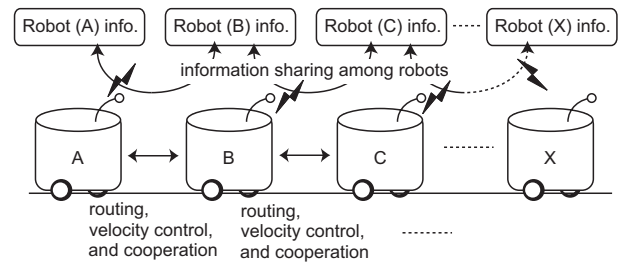 Robot (A) info. Robot (B) info. Robot (C) info. Robot (X) info.
information sharing among robots
A B C X
routing, routing,
velocity control, velocity control,
and cooperation and cooperation